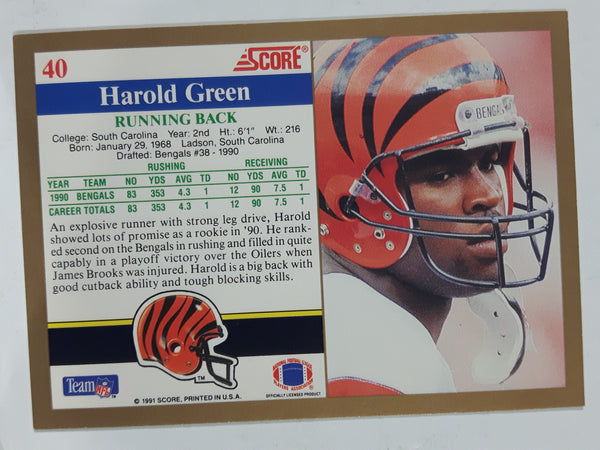 40
SCORE®
Harold Green
RUNNING BACK
College: South Carolina Year: 2nd Ht.: 6'1" Wt.: 216
Born: January 29, 1968 Ladson, South Carolina
Drafted: Bengals #38 - 1990
RUSHING RECEIVING
YEAR TEAM NO YDS AVG TD NO YDS AVG TD
1990 BENGALS 83 353 4.3 1 12 90 7.5 1
CAREER TOTALS 83 353 4.3 1 12 90 7.5 1
An explosive runner with strong leg drive, Harold
showed lots of promise as a rookie in '90. He rank-
ed second on the Bengals in rushing and filled in quite
capably in a playoff victory over the Oilers when
James Brooks was injured. Harold is a big back with
good cutback ability and tough blocking skills.
BENGALS
TM
Team NFL
© 1991 SCORE, PRINTED IN U.S.A.
OFFICIALLY LICENSED PRODUCT